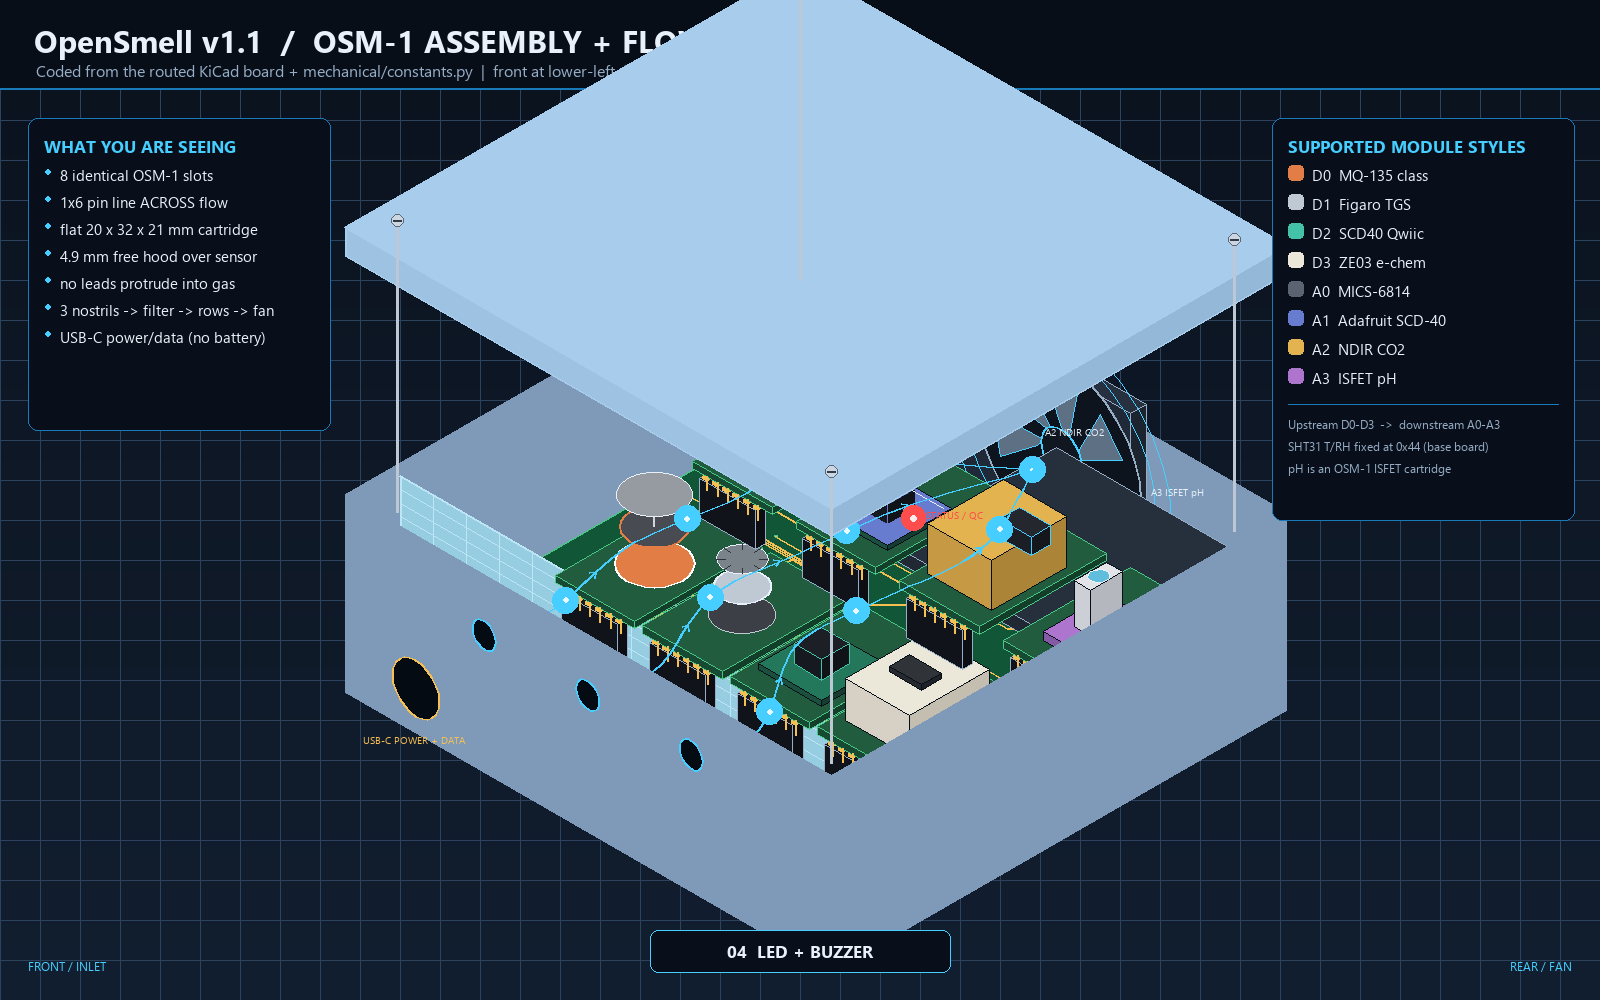 OpenSmell v1.1 / OSM-1 ASSEMBLY + FLO
Coded from the routed KiCad board + mechanical/constants.py | front at lower-left
WHAT YOU ARE SEEING
8 identical OSM-1 slots
1x6 pin line ACROSS flow
flat 20 x 32 x 21 mm cartridge
4.9 mm free hood over sensor
no leads protrude into gas
3 nostrils -> filter -> rows -> fan
USB-C power/data (no battery)
SUPPORTED MODULE STYLES
D0 MQ-135 class
D1 Figaro TGS
D2 SCD40 Qwiic
D3 ZE03 e-chem
A0 MICS-6814
A1 Adafruit SCD-40
A2 NDIR CO2
A3 ISFET pH
Upstream D0-D3 -> downstream A0-A3
SHT31 T/RH fixed at 0x44 (base board)
pH is an OSM-1 ISFET cartridge
A2 NDIR CO2
A3 ISFET pH
/ QC
USB-C POWER + DATA
04 LED + BUZZER
FRONT / INLET
REAR / FAN